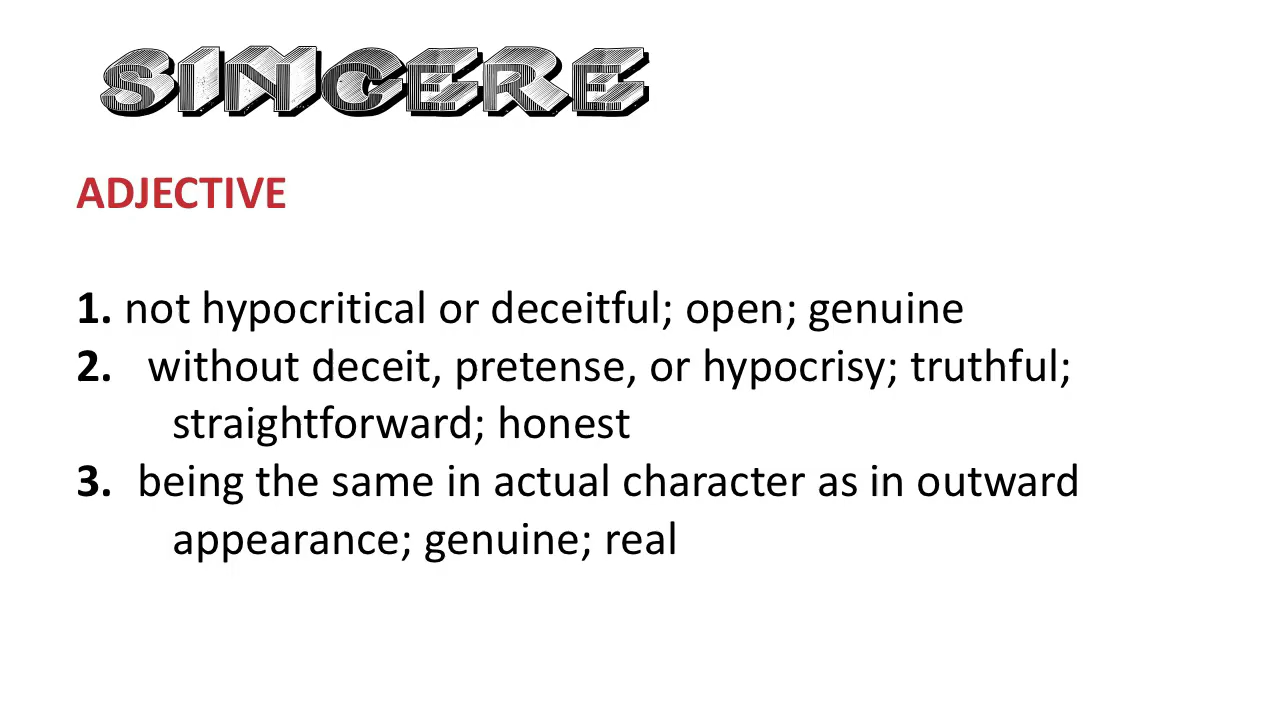 SINCERE
ADJECTIVE
1. not hypocritical or deceitful; open; genuine
2. without deceit, pretense, or hypocrisy; truthful;
straightforward; honest
3. being the same in actual character as in outward
appearance; genuine; real